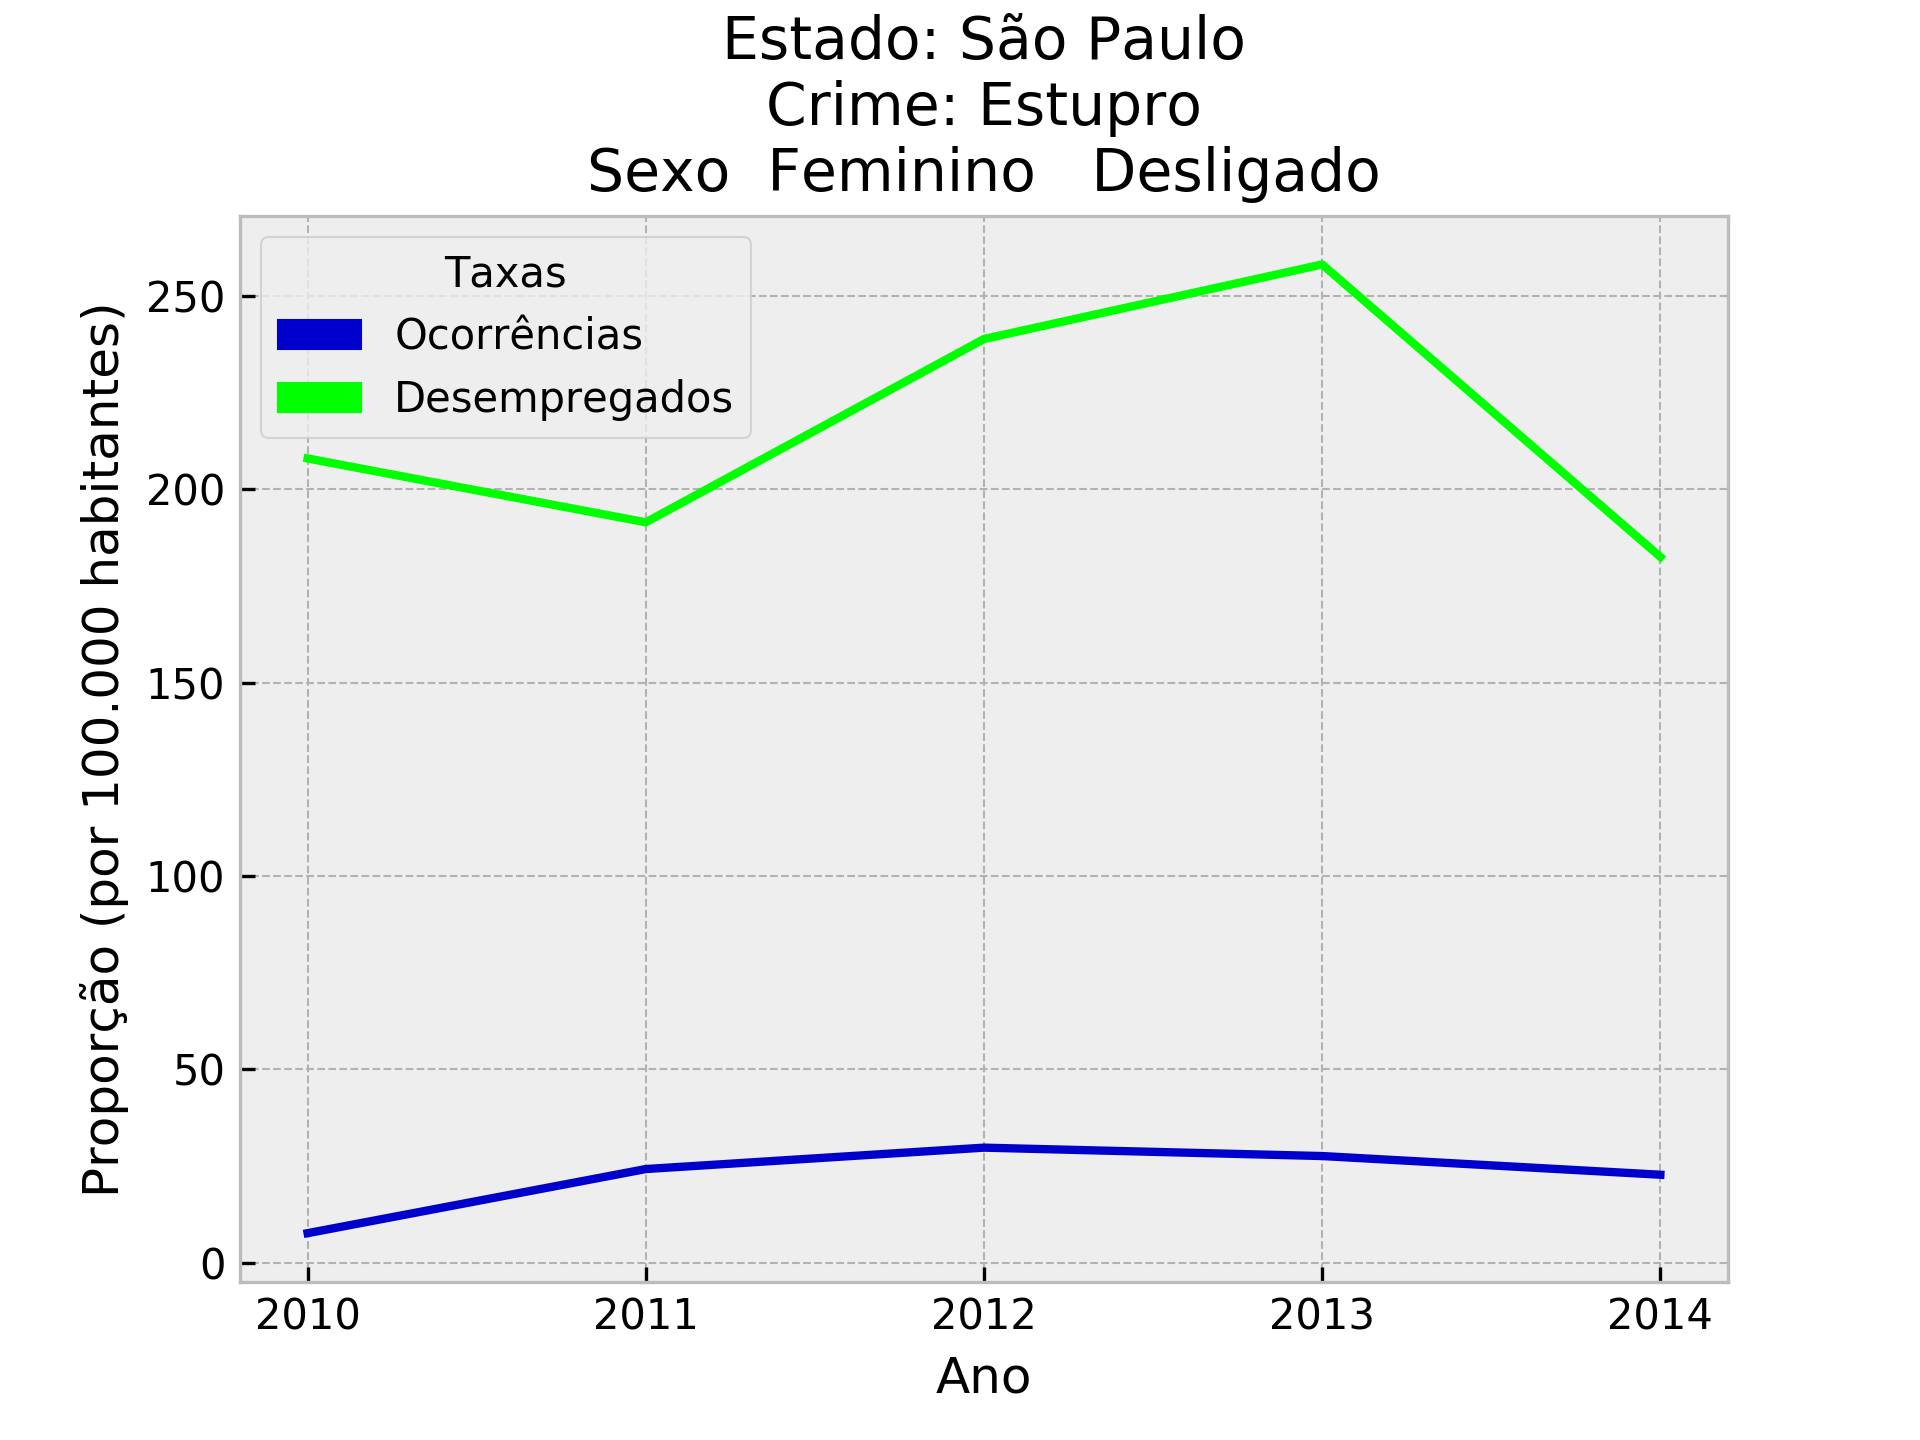 Estado: São Paulo
Crime: Estupro
Sexo  Feminino   Desligado
Taxas
Ocorrências
Desempregados
Proporção (por 100.000 habitantes)
250
200
150
100
50
0
2010 2011 2012 2013 2014
Ano